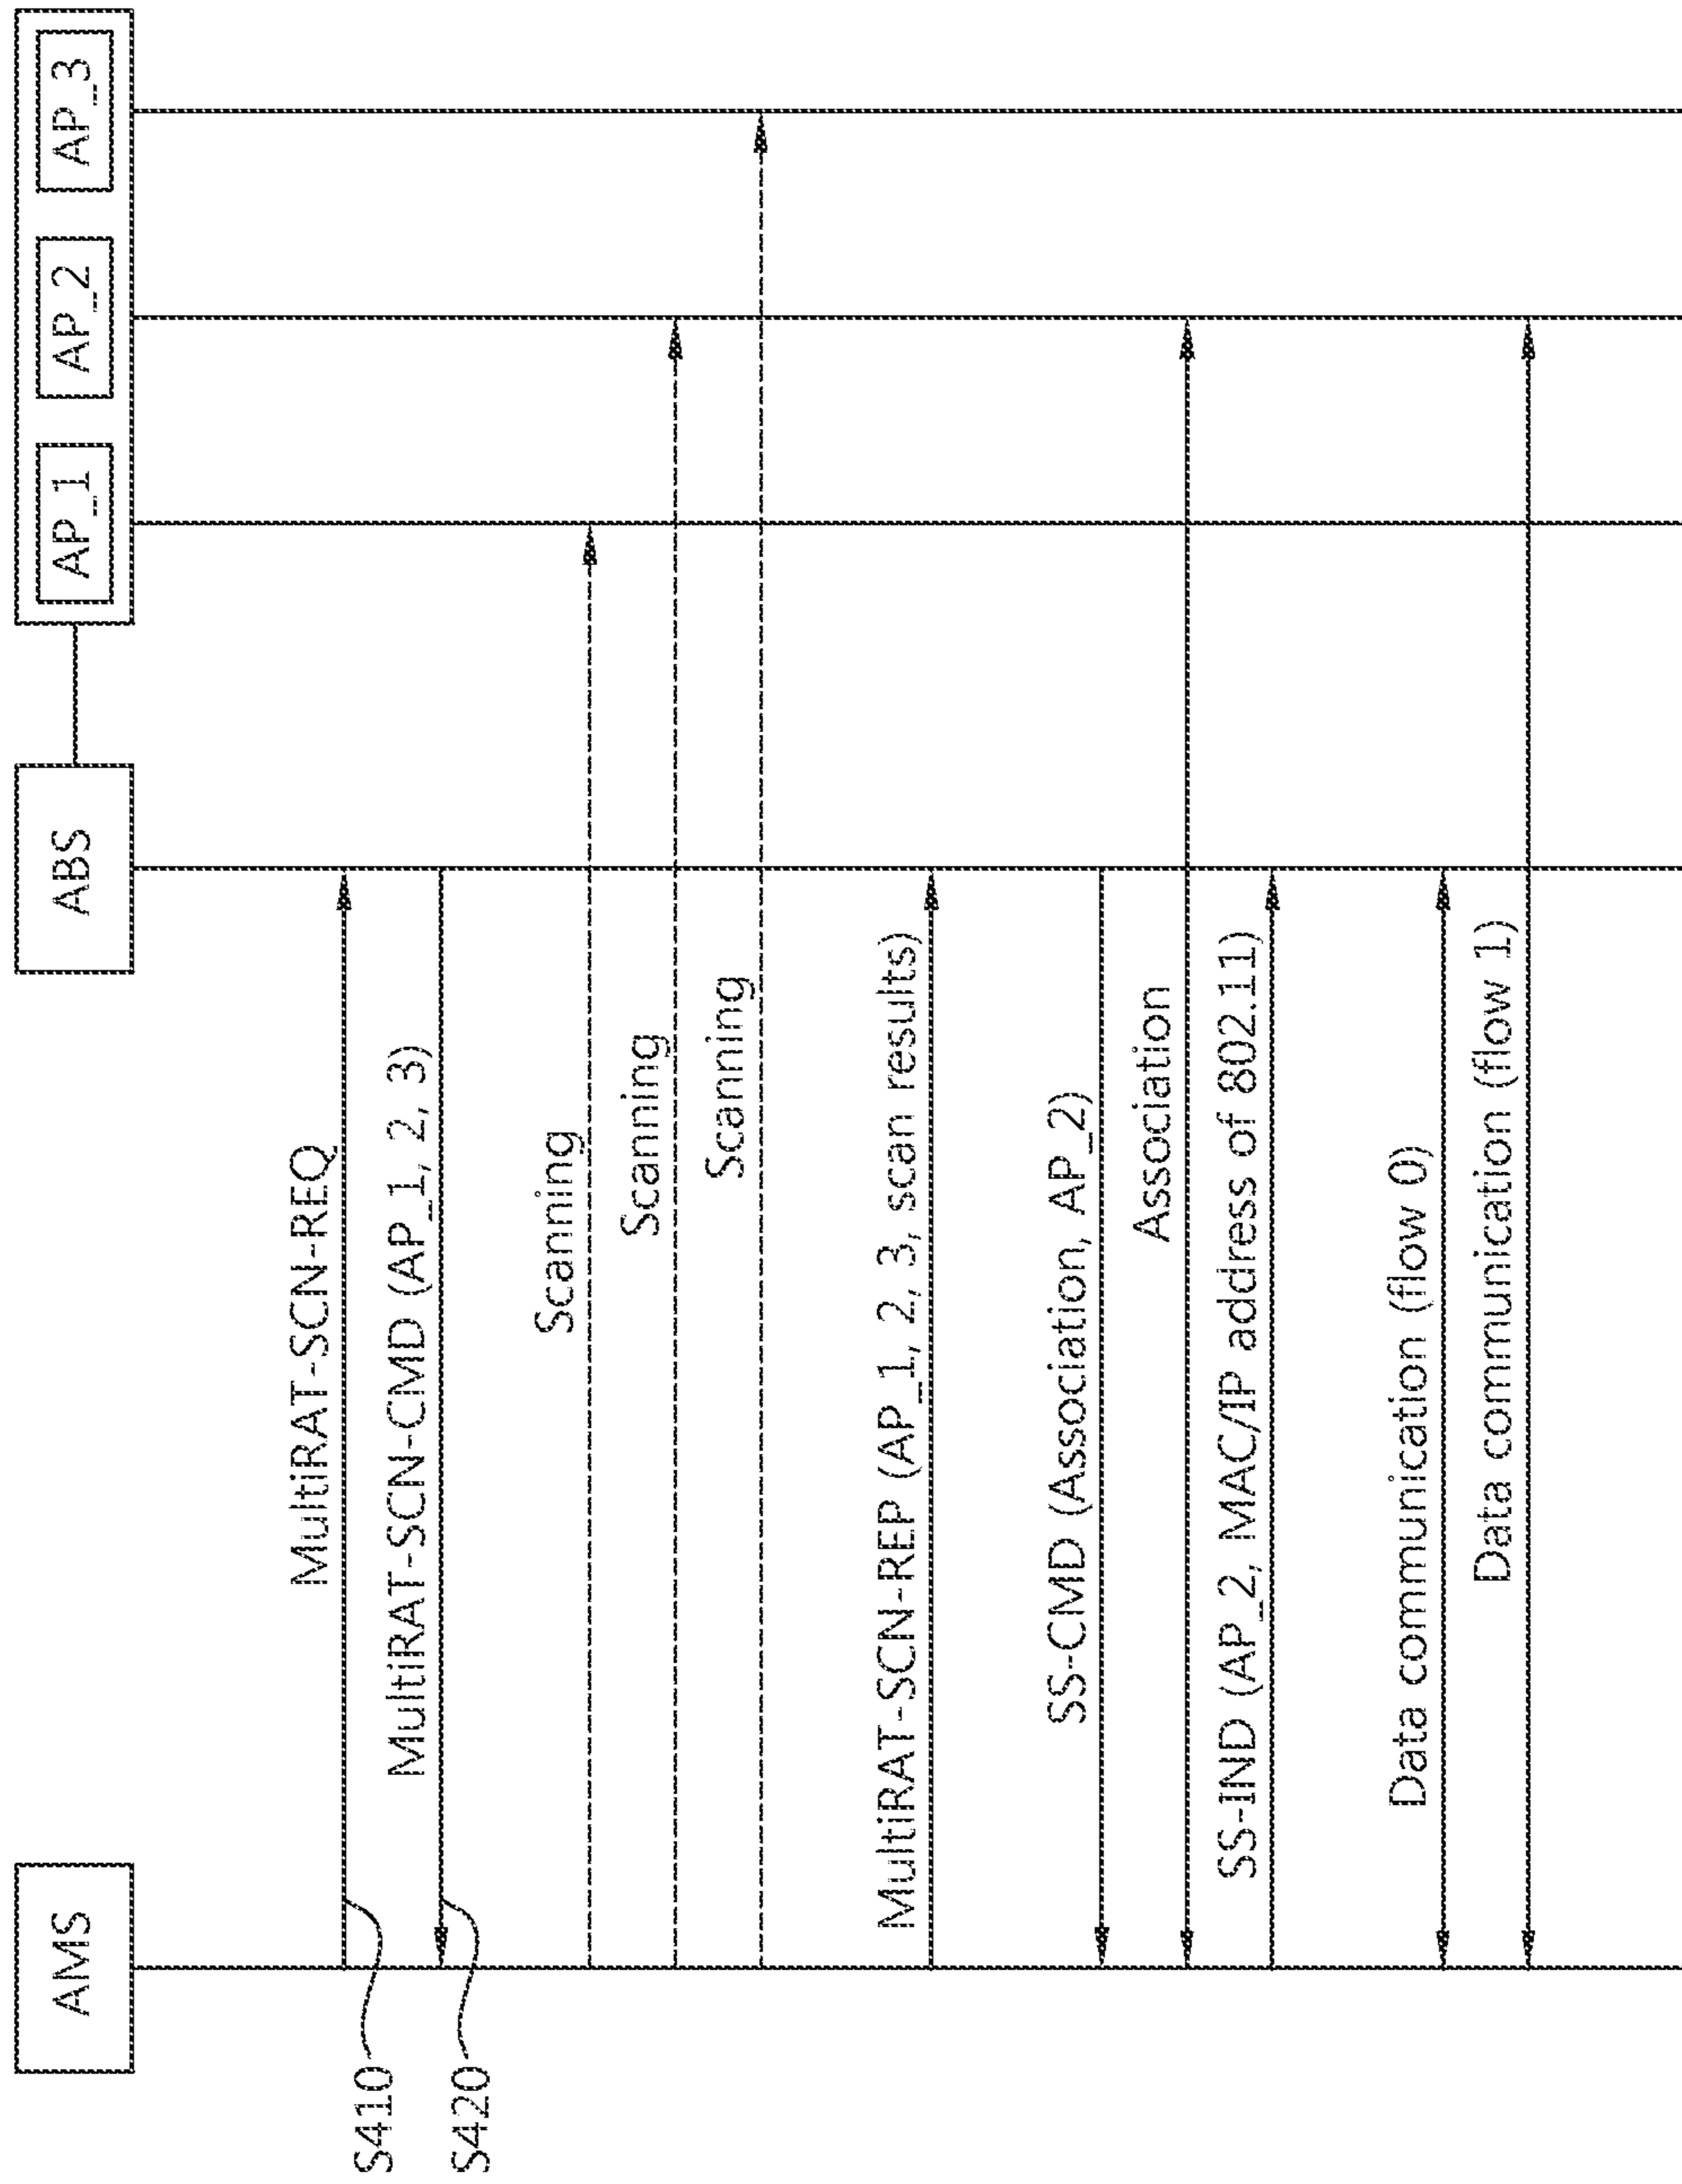 AMS
ABS
AP_1
AP_2
AP_3
S410
MultiRAT-SCN-REQ
S420
MultiRAT-SCN-CMD (AP_1, 2, 3)
Scanning
Scanning
Scanning
MultiRAT-SCN-REP (AP_1, 2, 3, scan results)
SS-CMD (Association, AP_2)
Association
SS-IND (AP_2, MAC/IP address of 802.11)
Data communication (flow 0)
Data communication (flow 1)